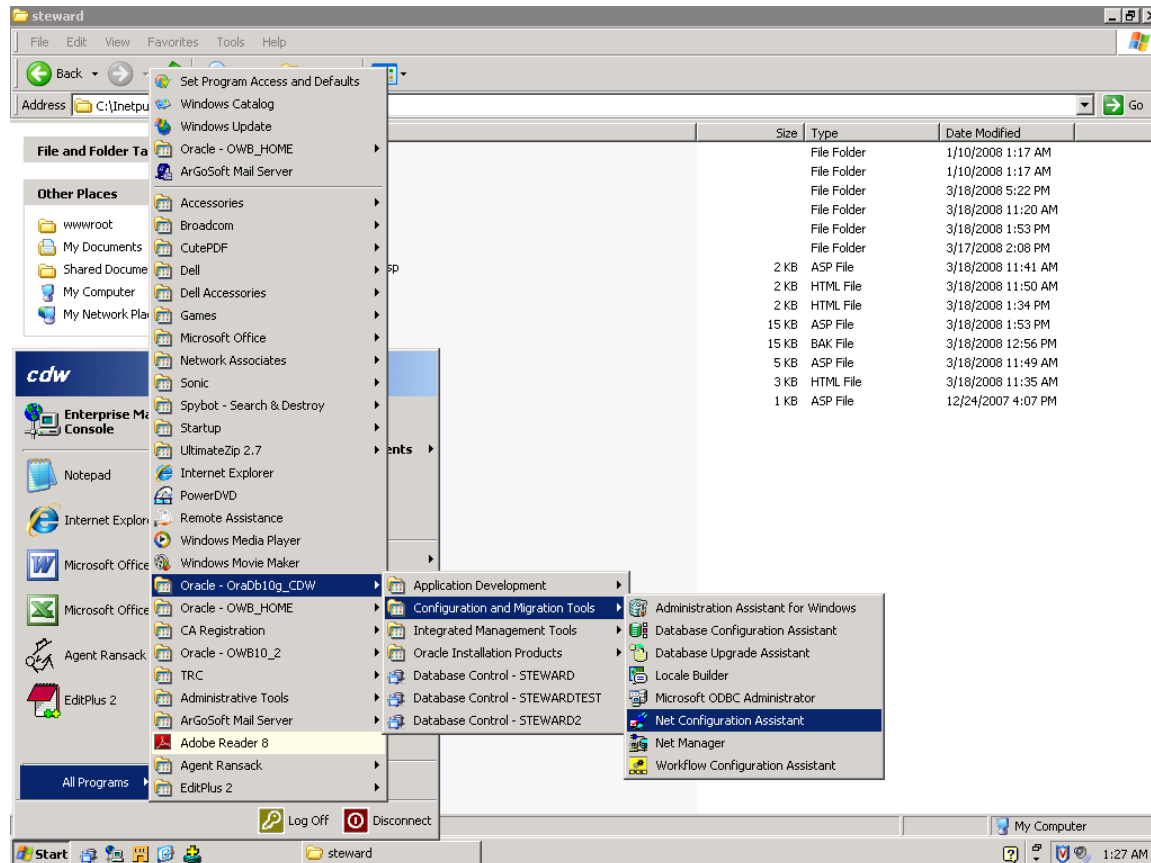 steward
File Edit View Favorites Tools Help
Back
Address C:\Inetpu
Go
Size Type Date Modified
File and Folder Ta
Other Places
wwwroot
My Documents
Shared Docume
My Computer
My Network Pla
File Folder 1/10/2008 1:17 AM
File Folder 1/10/2008 1:17 AM
File Folder 3/18/2008 5:22 PM
File Folder 3/18/2008 11:20 AM
File Folder 3/18/2008 1:53 PM
File Folder 3/17/2008 2:08 PM
sp 2 KB ASP File 3/18/2008 11:41 AM
2 KB HTML File 3/18/2008 11:50 AM
2 KB HTML File 3/18/2008 1:34 PM
15 KB ASP File 3/18/2008 1:53 PM
15 KB BAK File 3/18/2008 12:56 PM
5 KB ASP File 3/18/2008 11:49 AM
3 KB HTML File 3/18/2008 11:35 AM
1 KB ASP File 12/24/2007 4:07 PM
cdw
Enterprise Ma
Console
Notepad
Internet Explor
Microsoft Office
Microsoft Office
Agent Ransack
EditPlus 2
All Programs
ents
Log Off Disconnect
Set Program Access and Defaults
Windows Catalog
Windows Update
Oracle - OWB_HOME
ArGoSoft Mail Server
Accessories
Broadcom
CutePDF
Dell
Dell Accessories
Games
Microsoft Office
Network Associates
Sonic
Spybot - Search & Destroy
Startup
UltimateZip 2.7
Internet Explorer
PowerDVD
Remote Assistance
Windows Media Player
Windows Movie Maker
Oracle - OraDb10g_CDW
Oracle - OWB_HOME
CA Registration
Oracle - OWB10_2
TRC
Administrative Tools
ArGoSoft Mail Server
Adobe Reader 8
Agent Ransack
EditPlus 2
Application Development
Configuration and Migration Tools
Integrated Management Tools
Oracle Installation Products
Database Control - STEWARD
Database Control - STEWARDTEST
Database Control - STEWARD2
Administration Assistant for Windows
Database Configuration Assistant
Database Upgrade Assistant
Locale Builder
Microsoft ODBC Administrator
Net Configuration Assistant
Net Manager
Workflow Configuration Assistant
My Computer
Start
steward
1:27 AM